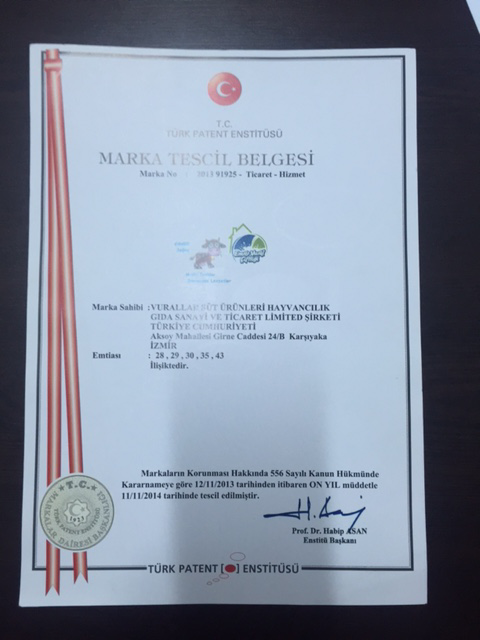 T.C.
TÜRK PATENT ENSTİTÜSÜ
MARKA TESCİL BELGESİ
Marka No : 2013 91925 - Ticaret - Hizmet
Marka Sahibi : VURALLAR SÜT ÜRÜNLERİ HAYVANCILIK
GIDA SANAYİ VE TİCARET LİMİTED ŞİRKETİ
TÜRKİYE CUMHURİYETİ
Aksoy Mahallesi Girne Caddesi 24/B Karşıyaka
İZMİR
Emtiası : 28 , 29 , 30 , 35 , 43
İlişiktedir.
Markaların Korunması Hakkında 556 Sayılı Kanun Hükmünde
Kararnameye göre 12/11/2013 tarihinden itibaren ON YIL müddetle
11/11/2014 tarihinde tescil edilmiştir.
Prof. Dr. Habip ASAN
Enstitü Başkanı
T.C.
MARKALAR DAİRESİ BAŞKANLIĞI
TÜRK PATENT ENSTİTÜSÜ